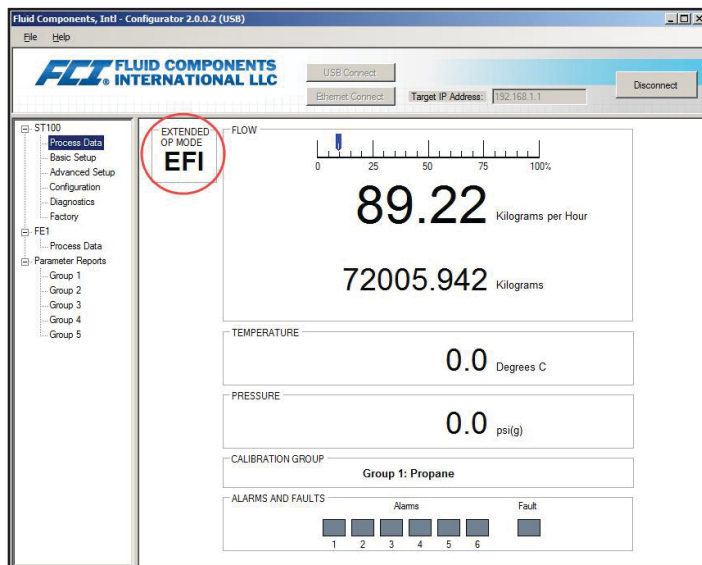 Fluid Components, Intl - Configurator 2.0.0.2 (USB)
File Help
FCI® FLUID COMPONENTS
INTERNATIONAL LLC
USB Connect
Ethernet Connect
Target IP Address: 192.168.1.1
Disconnect
ST100
Process Data
Basic Setup
Advanced Setup
Configuration
Diagnostics
Factory
FE1
Process Data
Parameter Reports
Group 1
Group 2
Group 3
Group 4
Group 5
EXTENDED
OP MODE
EFI
FLOW
0 25 50 75 100%
89.22 Kilograms per Hour
72005.942 Kilograms
TEMPERATURE
0.0 Degrees C
PRESSURE
0.0 psi(g)
CALIBRATION GROUP
Group 1: Propane
ALARMS AND FAULTS
Alarms Fault
1 2 3 4 5 6